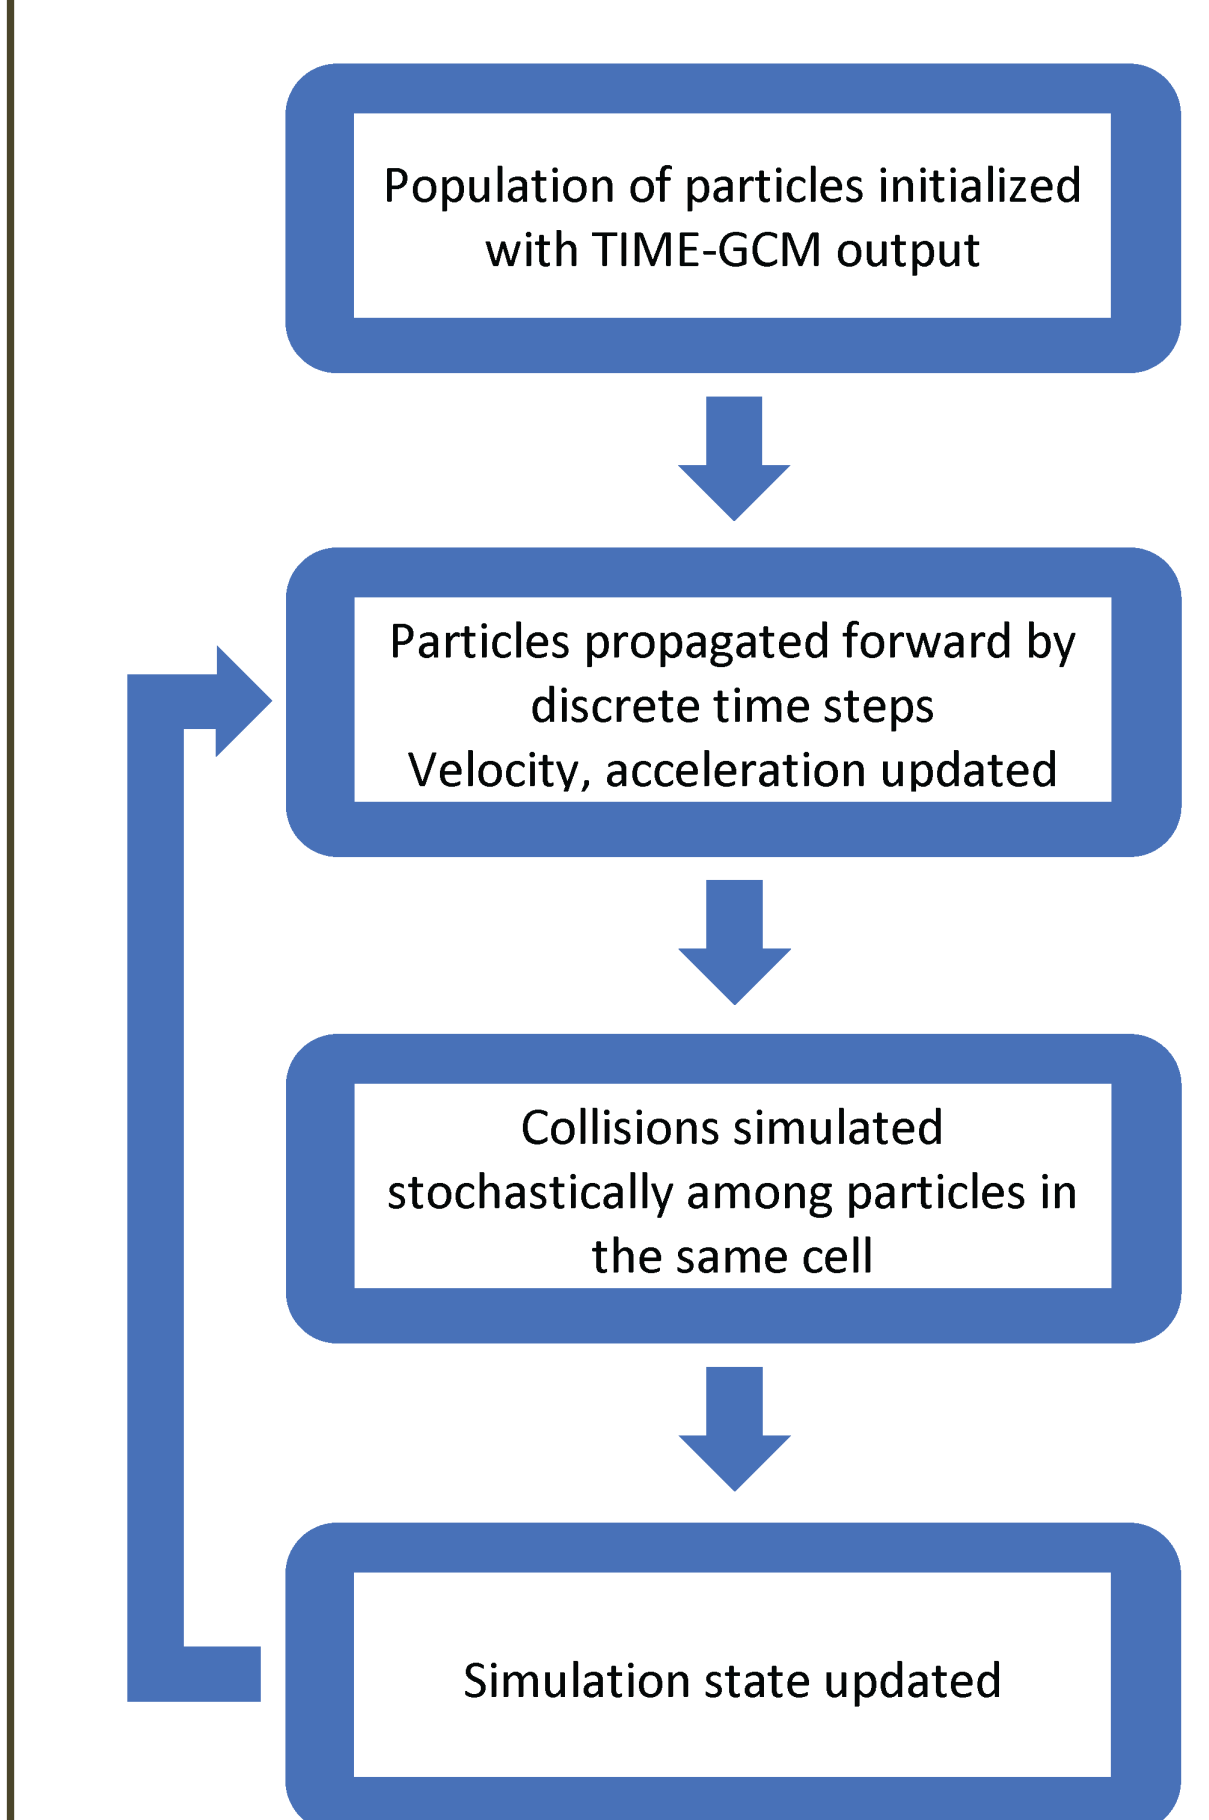 Population of particles initialized
with TIME-GCM output
Particles propagated forward by
discrete time steps
Velocity, acceleration updated
Collisions simulated
stochastically among particles in
the same cell
Simulation state updated